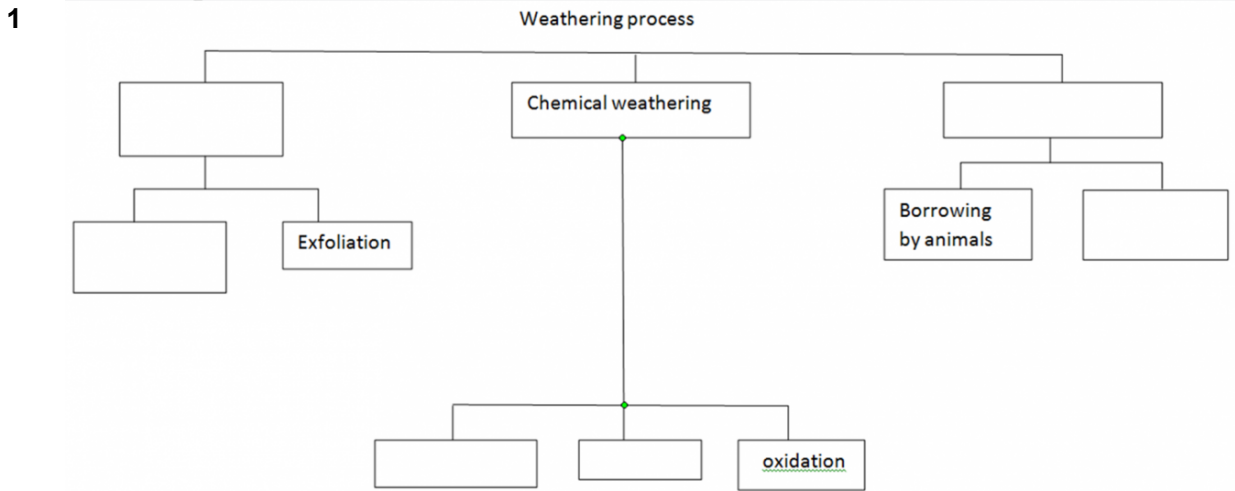 1
Weathering process
Chemical weathering
Borrowing
by animals
Exfoliation
oxidation